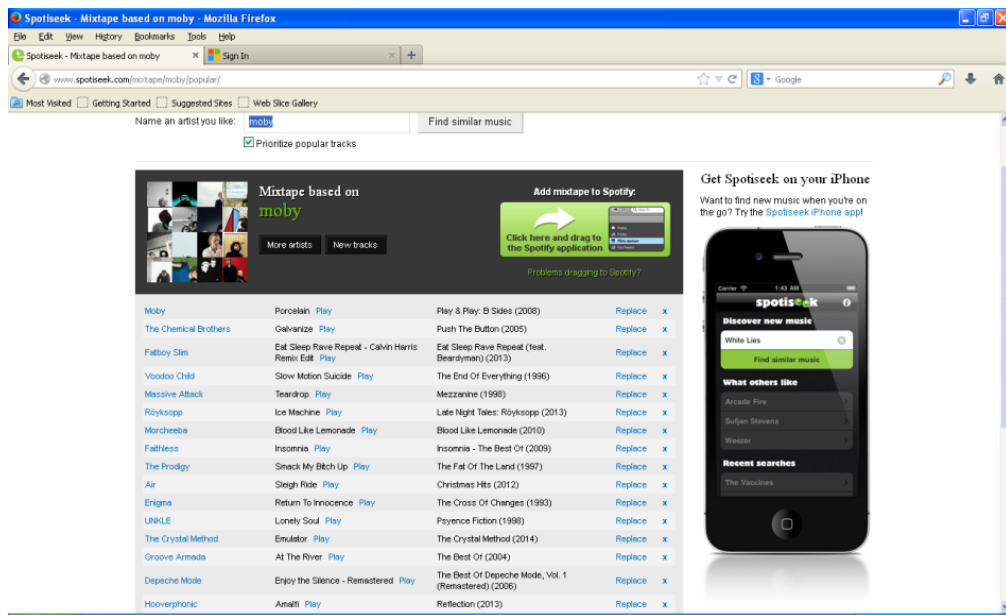 Spotiseek - Mixtape based on moby - Mozilla Firefox
File Edit View History Bookmarks Tools Help
Spotiseek - Mixtape based on moby × Sign In × +
www.spotiseek.com/mixtape/moby/popular/ Google
Most Visited Getting Started Suggested Sites Web Slice Gallery
Name an artist you like: moby Find similar music
Prioritize popular tracks
Mixtape based on
moby
More artists New tracks
Add mixtape to Spotify:
Click here and drag to
the Spotify application
Problems dragging to Spotify?
Moby Porcelain Play Play & Play: B Sides (2008) Replace x
The Chemical Brothers Galvanize Play Push The Button (2005) Replace x
Fatboy Slim Eat Sleep Rave Repeat - Calvin Harris Eat Sleep Rave Repeat (feat. Replace x
Remix Edit Play Beardyman) (2013)
Voodoo Child Slow Motion Suicide Play The End Of Everything (1996) Replace x
Massive Attack Teardrop Play Mezzanine (1998) Replace x
Röyksopp Ice Machine Play Late Night Tales: Röyksopp (2013) Replace x
Morcheeba Blood Like Lemonade Play Blood Like Lemonade (2010) Replace x
Faithless Insomnia Play Insomnia - The Best Of (2009) Replace x
The Prodigy Smack My Bitch Up Play The Fat Of The Land (1997) Replace x
Air Sleigh Ride Play Christmas Hits (2012) Replace x
Enigma Return To Innocence Play The Cross Of Changes (1993) Replace x
UNKLE Lonely Soul Play Psyence Fiction (1998) Replace x
The Crystal Method Emulator Play The Crystal Method (2014) Replace x
Groove Armada At The River Play The Best Of (2004) Replace x
Depeche Mode Enjoy the Silence - Remastered Play The Best Of Depeche Mode, Vol. 1 Replace x
(Remastered) (2006)
Hooverphonic Amalfi Play Reflection (2013) Replace x
Get Spotiseek on your iPhone
Want to find new music when you're on
the go? Try the Spotiseek iPhone app!
Carrier 1:43 AM
spotiseek
Discover new music
White Lies
Find similar music
What others like
Arcade Fire
Sufjan Stevens
Weezer
Recent searches
The Vaccines